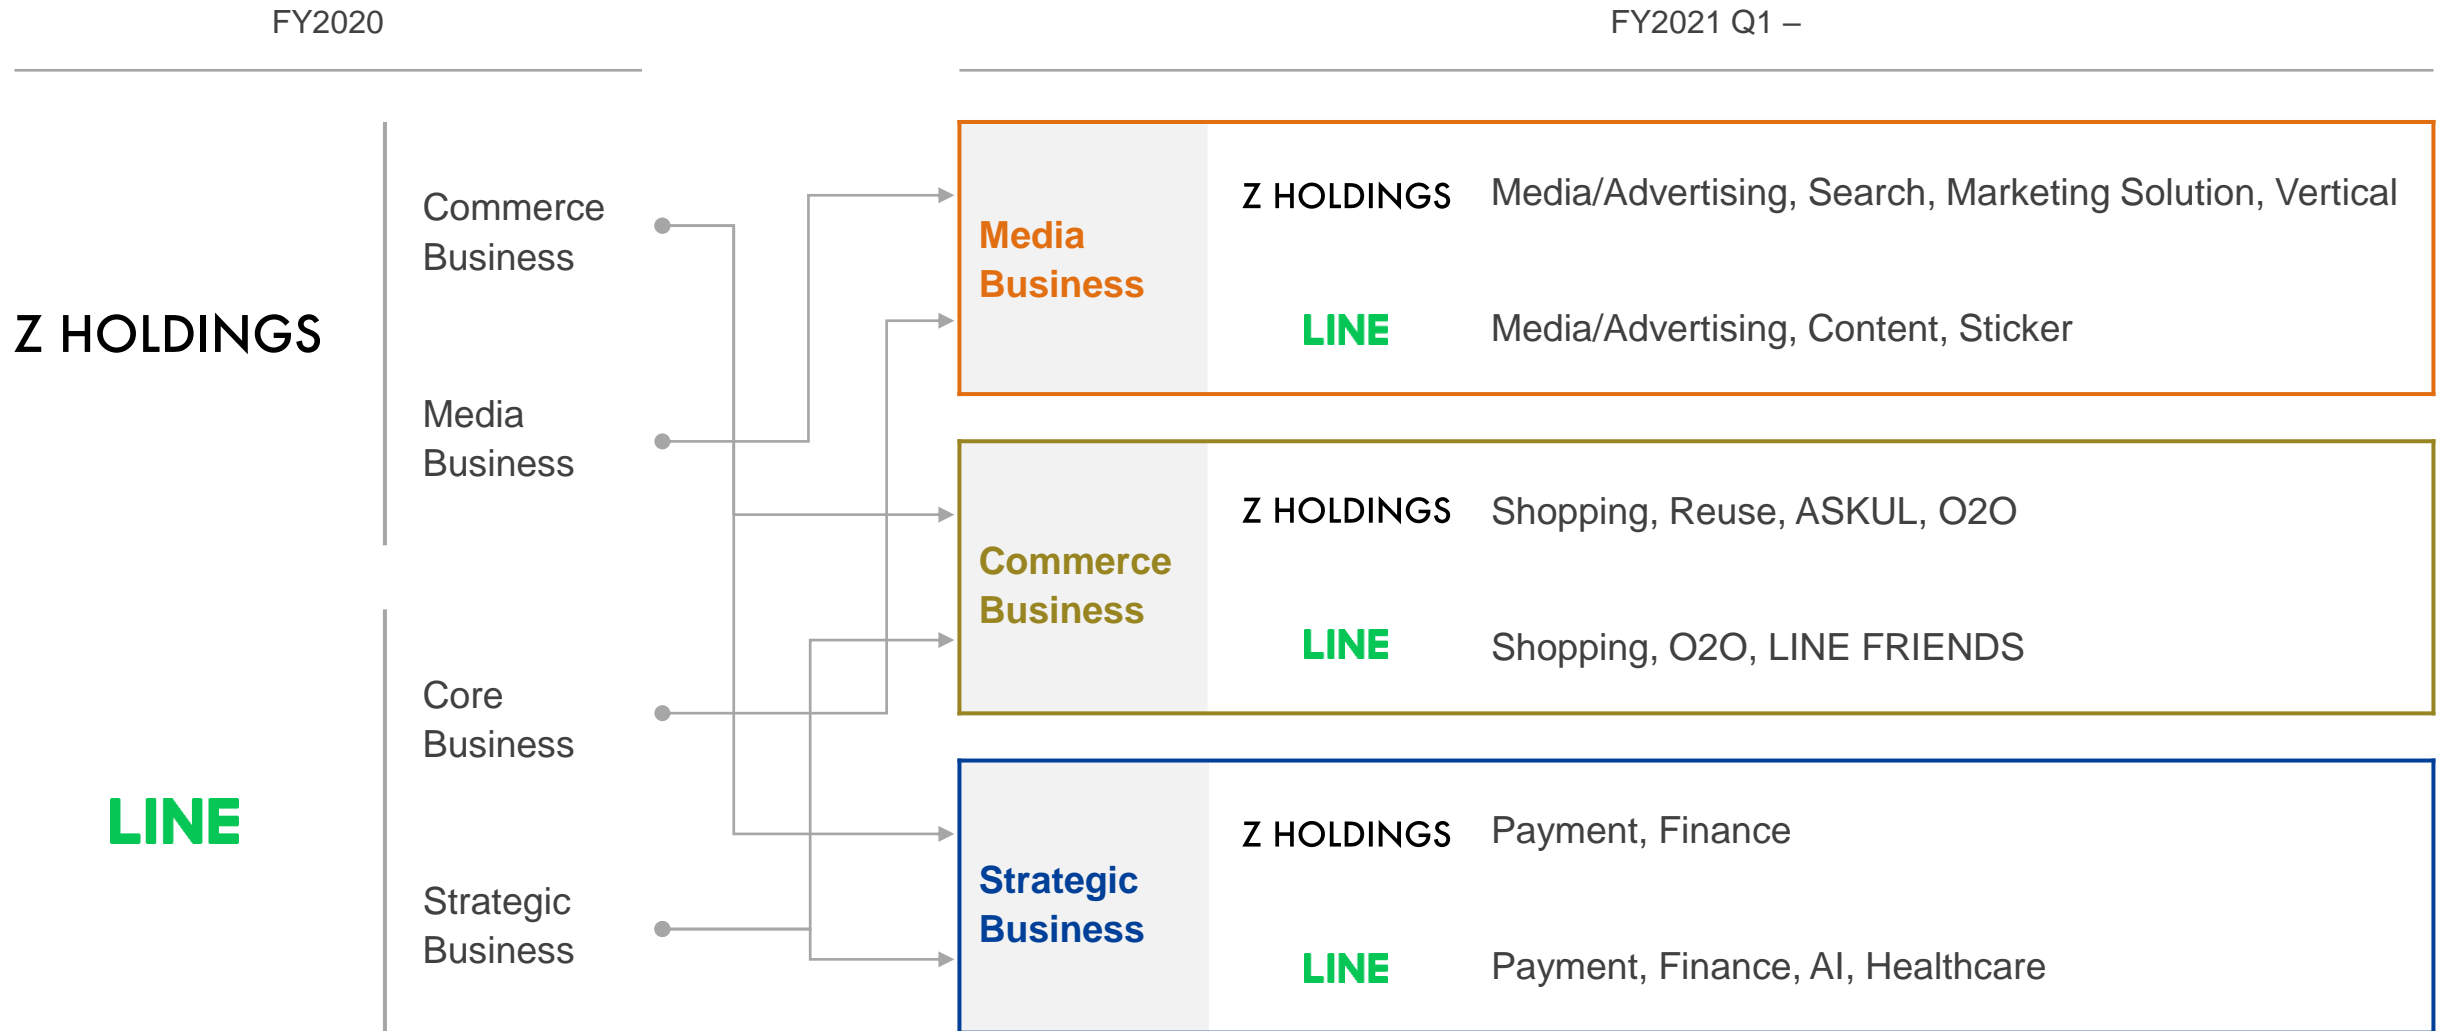 FY2020
FY2021 Q1 –
Z HOLDINGS
Commerce
Business
Media
Business
LINE
Core
Business
Strategic
Business
Media
Business
Z HOLDINGS Media/Advertising, Search, Marketing Solution, Vertical
LINE Media/Advertising, Content, Sticker
Commerce
Business
Z HOLDINGS Shopping, Reuse, ASKUL, O2O
LINE Shopping, O2O, LINE FRIENDS
Strategic
Business
Z HOLDINGS Payment, Finance
LINE Payment, Finance, AI, Healthcare